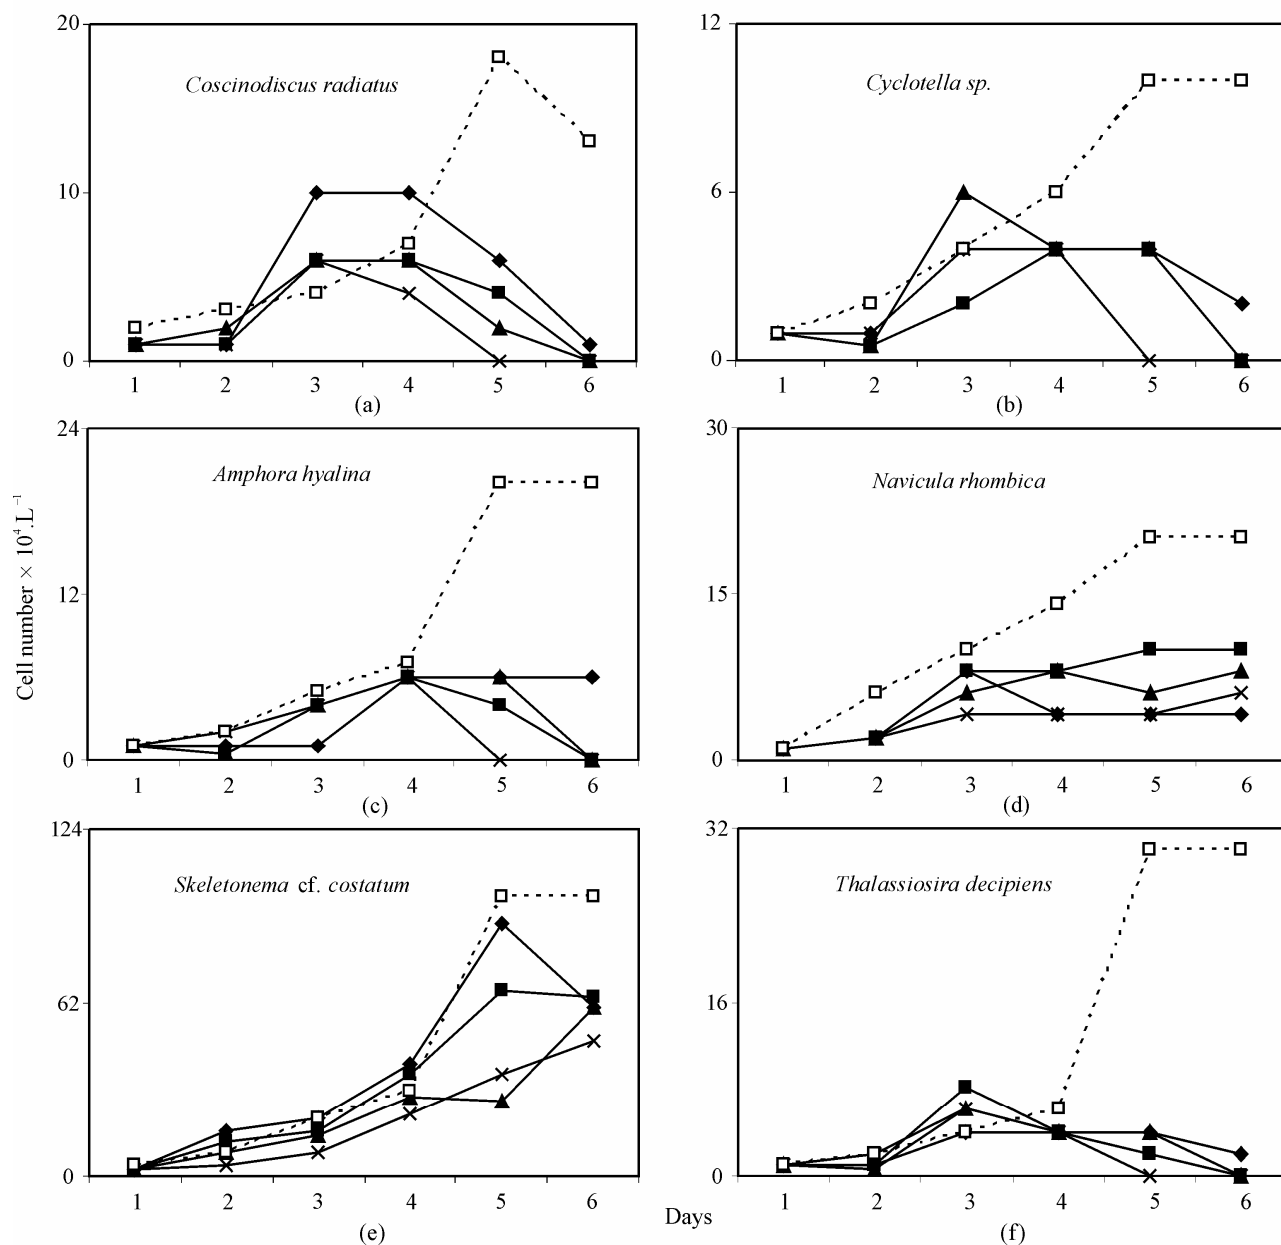 20
Coscinodiscus radiatus
10
0
1 2 3 4 5 6
(a)
12
Cyclotella sp.
6
0
1 2 3 4 5 6
(b)
24
Amphora hyalina
12
0
1 2 3 4 5 6
(c)
30
Navicula rhombica
15
0
1 2 3 4 5 6
(d)
124
Skeletonema cf. costatum
62
0
1 2 3 4 5 6
(e)
32
Thalassiosira decipiens
16
0
1 2 3 4 5 6
(f)
Cell number × 10⁴.L⁻¹
Days